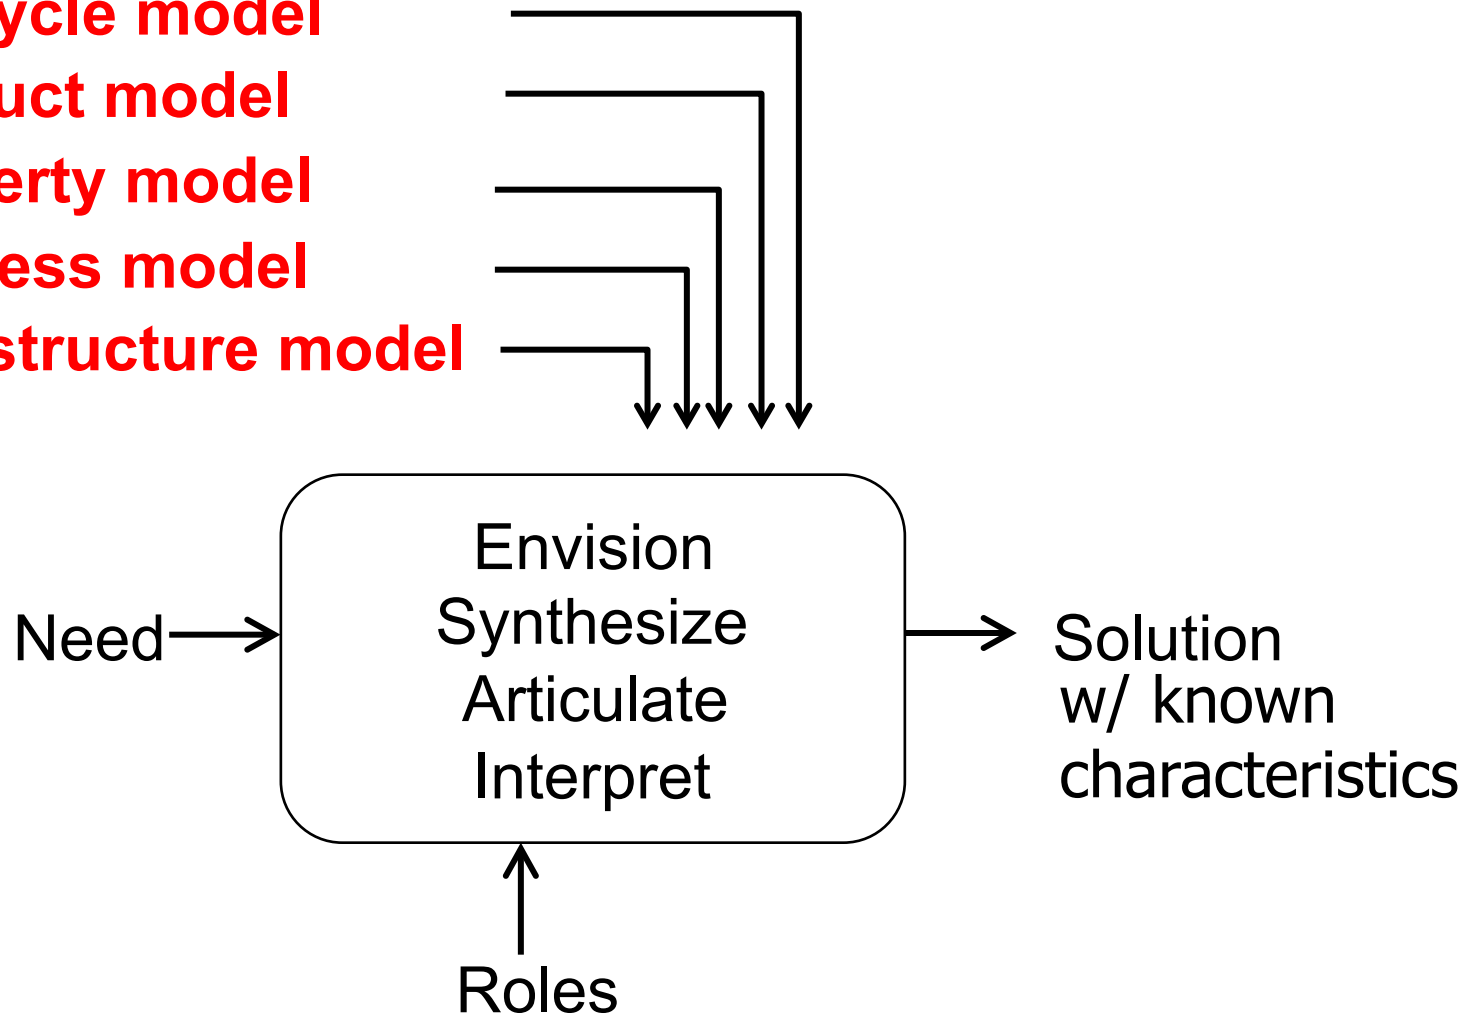 ycle model
uct model
erty model
ess model
structure model
Envision
Synthesize
Need
Articulate
Interpret
Solution
w/ known
characteristics
Roles